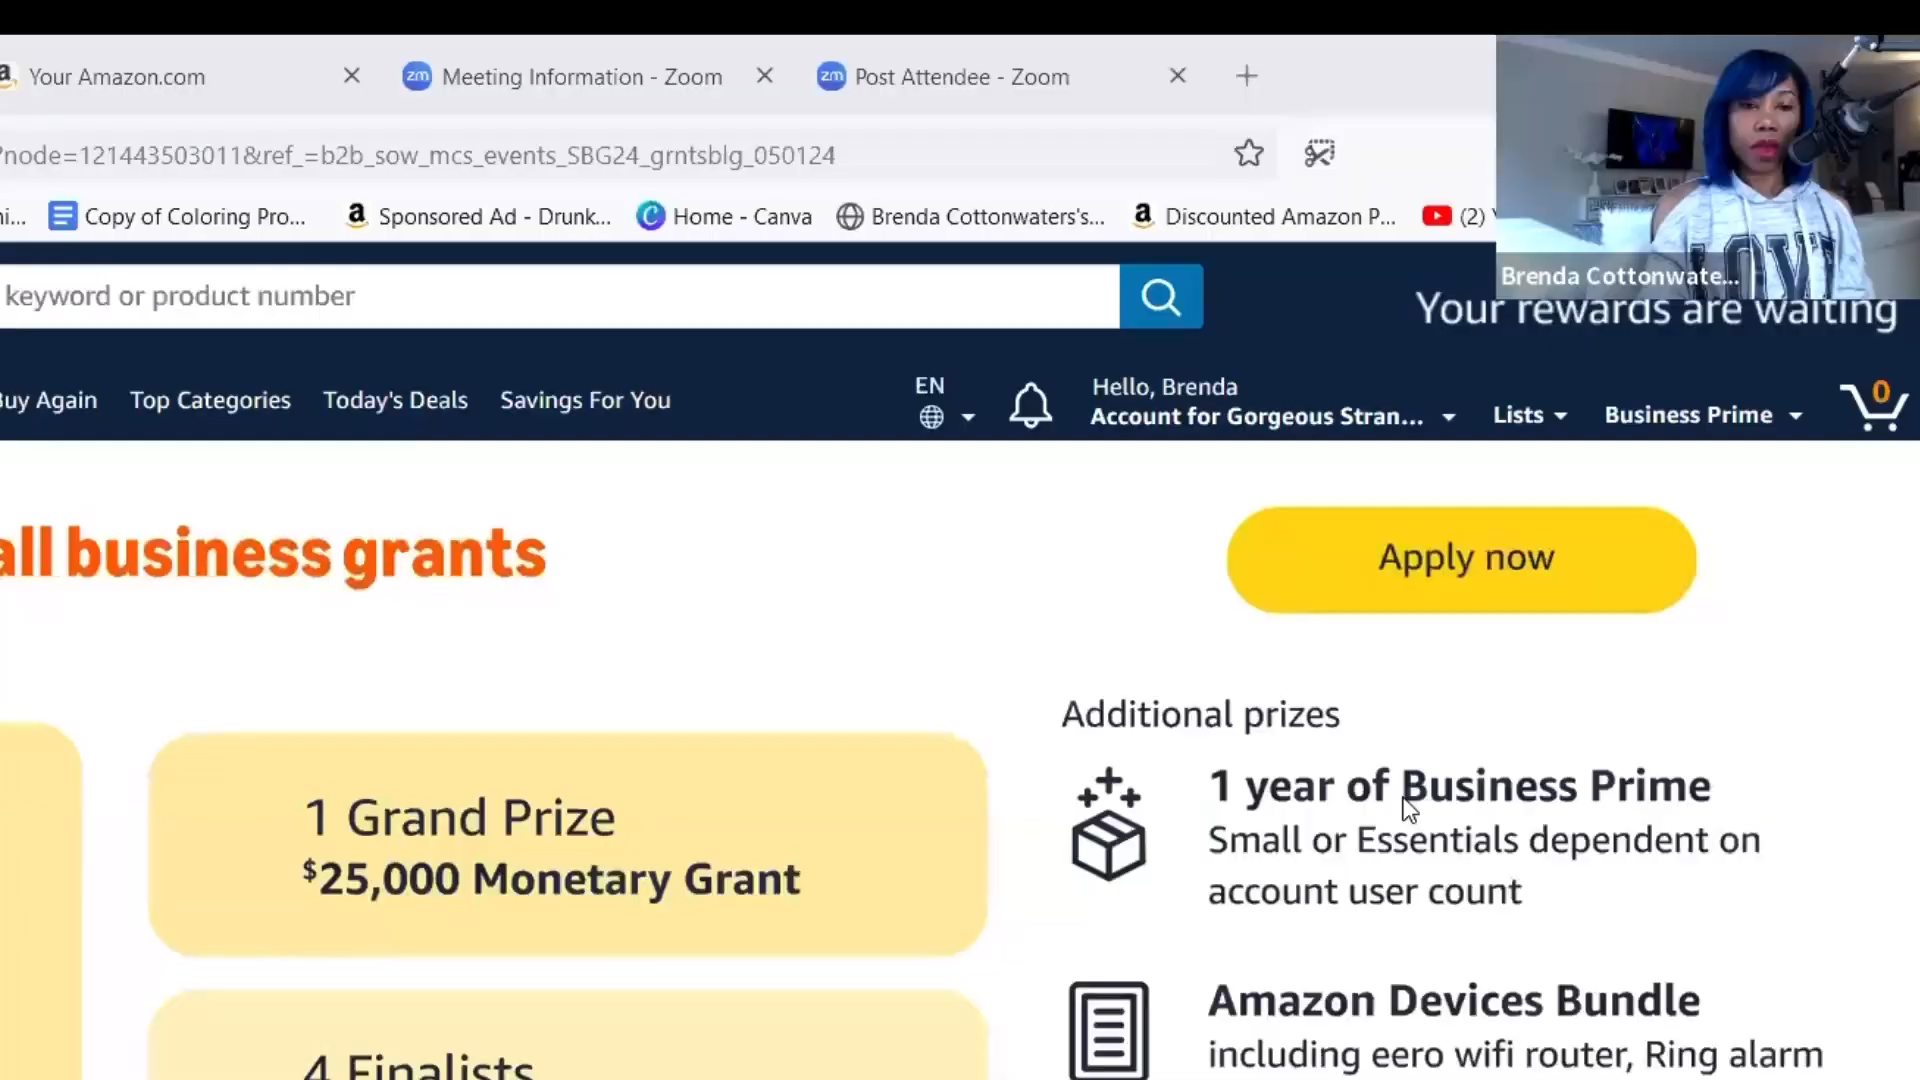 Your Amazon.com
Meeting Information - Zoom
Post Attendee - Zoom
?node=121443503011&ref_=b2b_sow_mcs_events_SBG24_grntsblg_050124
Copy of Coloring Pro...
Sponsored Ad - Drunk...
Home - Canva
Brenda Cottonwaters's...
Discounted Amazon P...
(2)
LOVE
Brenda Cottonwate...
keyword or product number
Your rewards are waiting
Buy Again
Top Categories
Today's Deals
Savings For You
EN
Hello, Brenda
Account for Gorgeous Stran...
Lists
Business Prime
0
all business grants
Apply now
Additional prizes
1 year of Business Prime
Small or Essentials dependent on
account user count
1 Grand Prize
$25,000 Monetary Grant
Amazon Devices Bundle
including eero wifi router, Ring alarm
4 Finalists